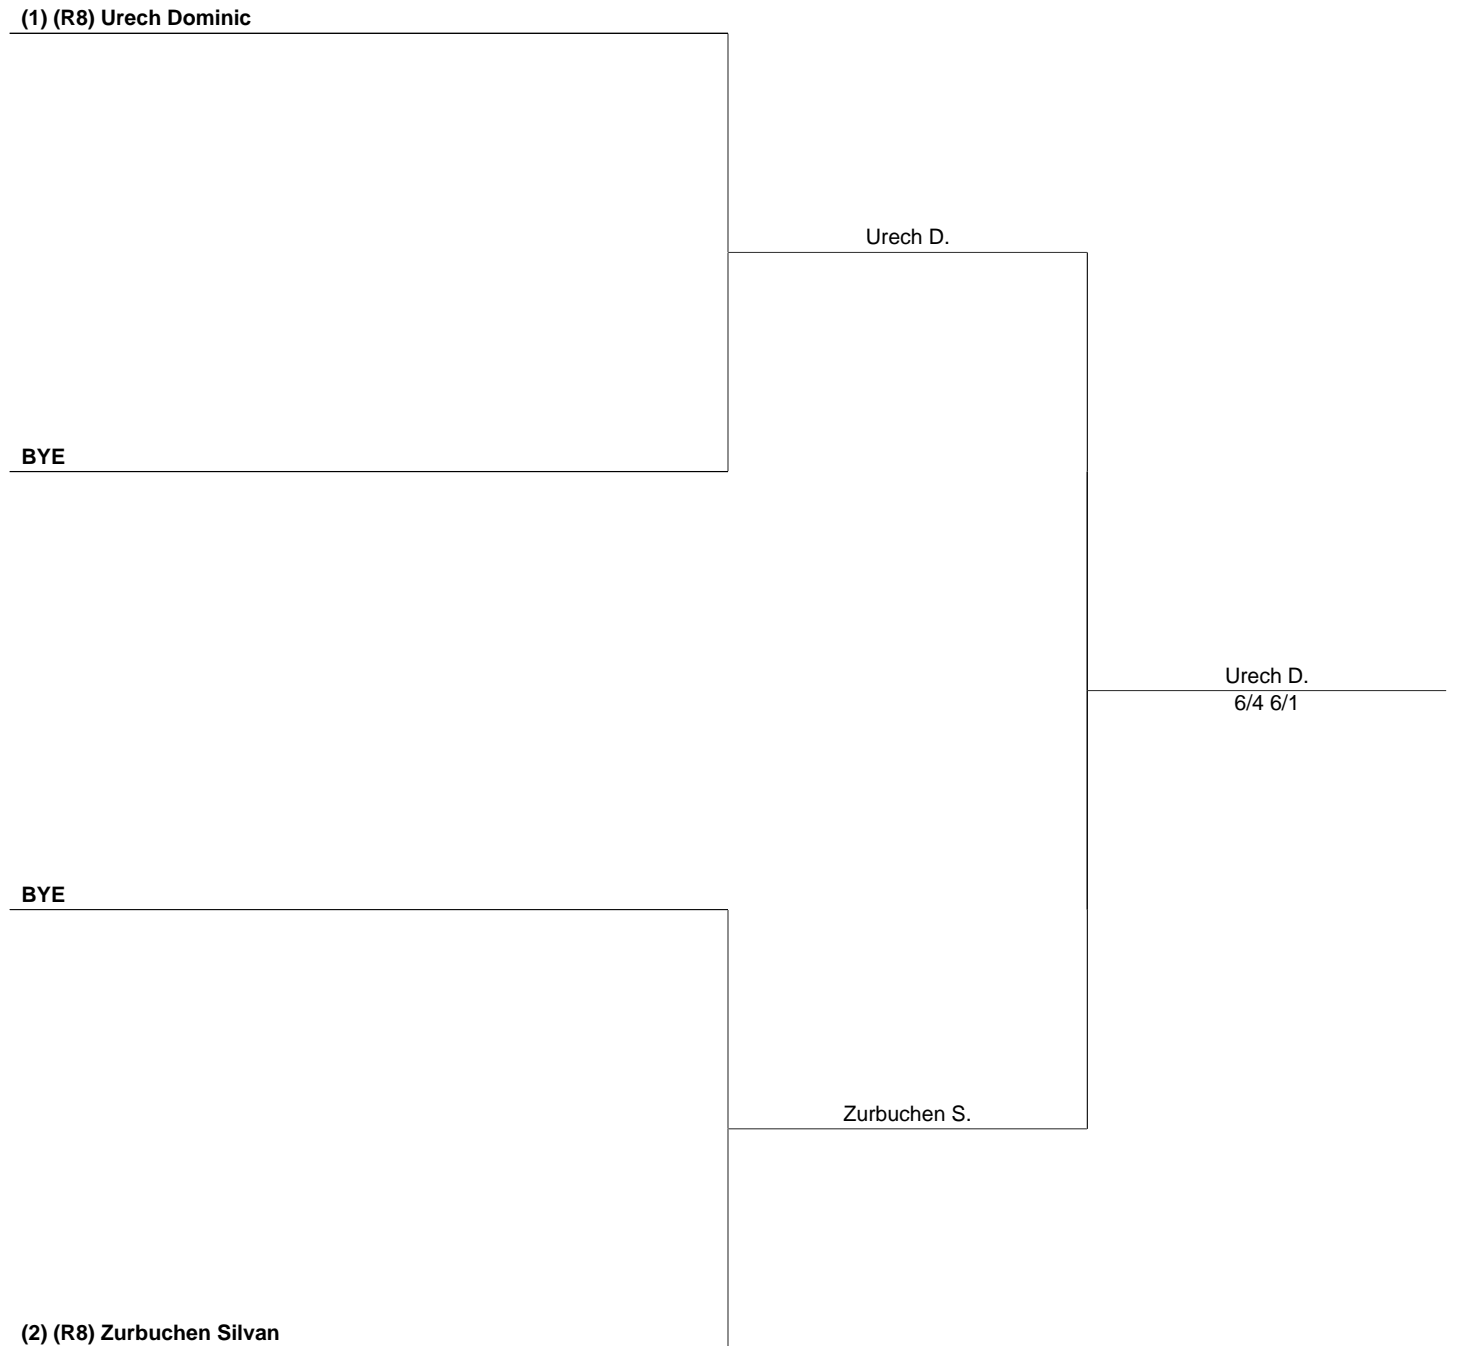 (1) (R8) Urech Dominic
Urech D.
BYE
Urech D.
6/4 6/1
BYE
Zurbuchen S.
(2) (R8) Zurbuchen Silvan